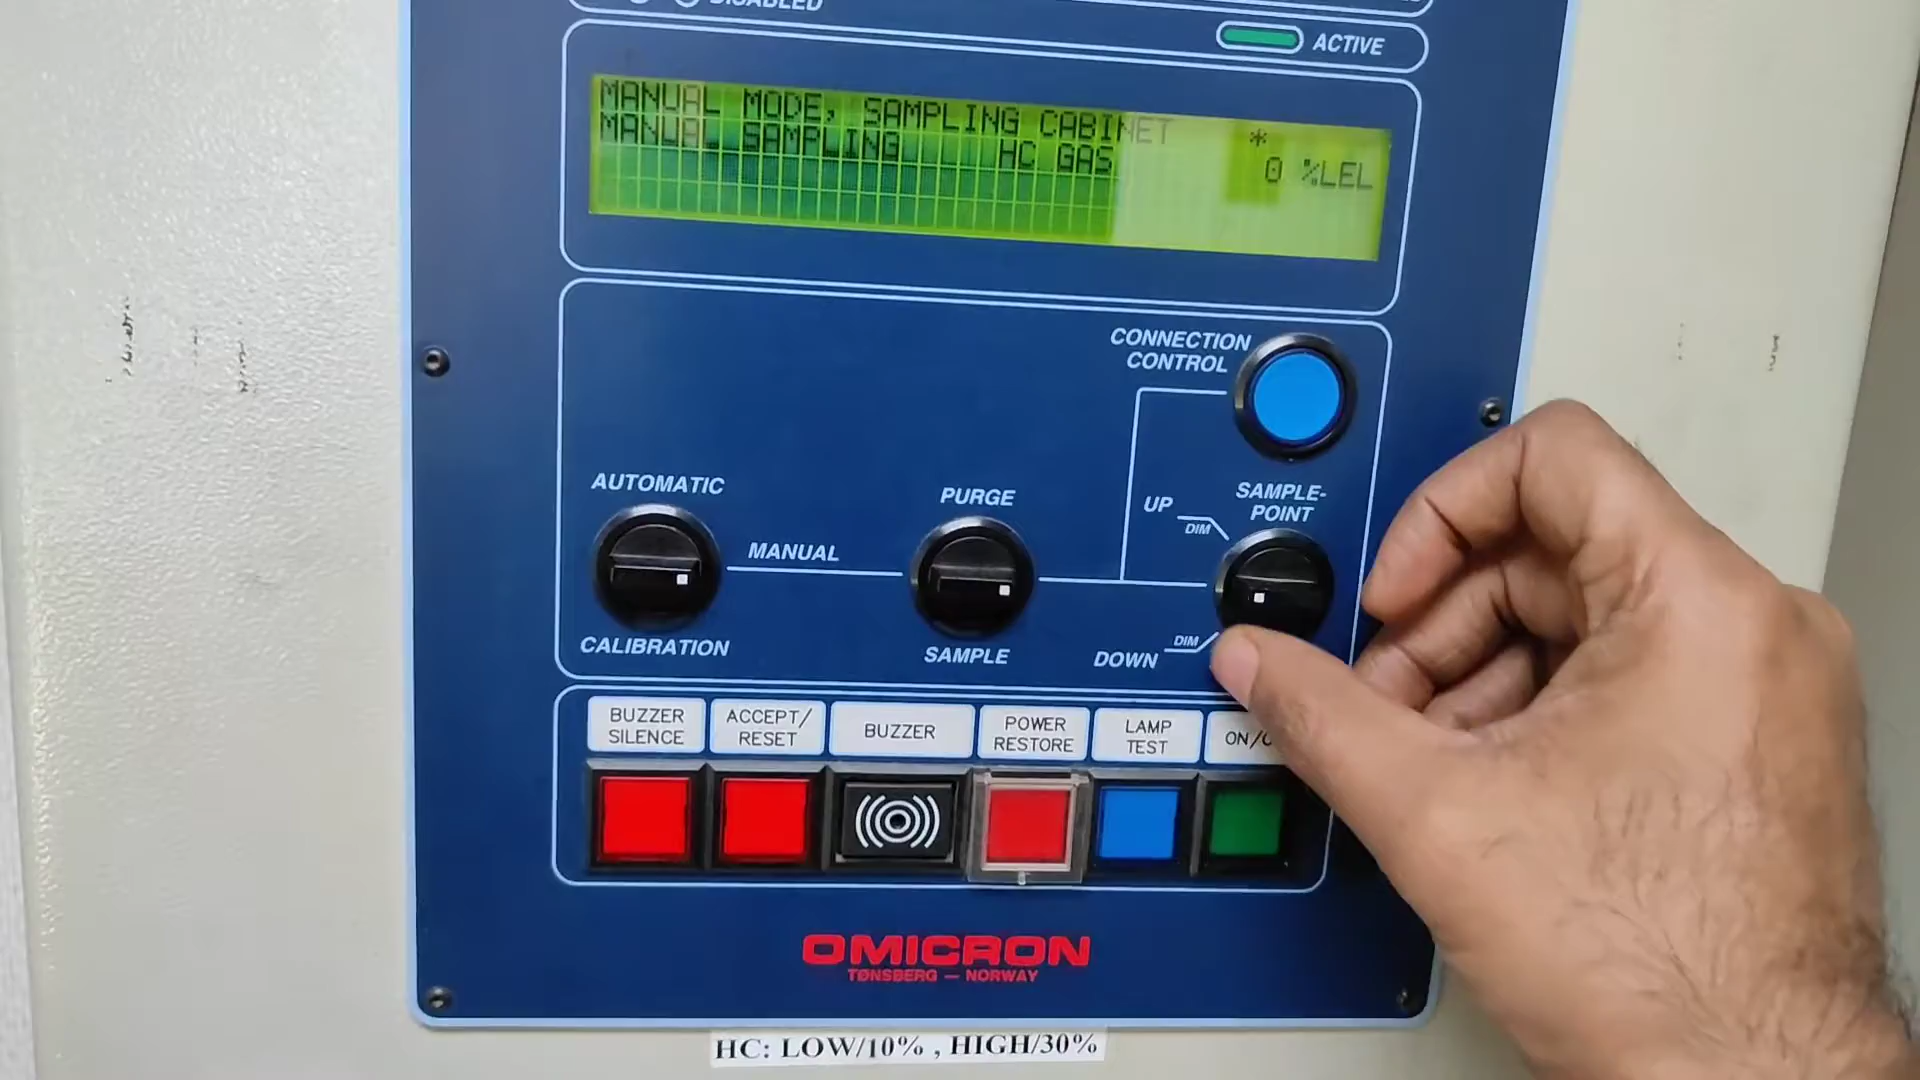 DISABLED
ACTIVE
MANUAL MODE, SAMPLING CABINET *
MANUAL SAMPLING HC GAS 0 %LEL
CONNECTION
CONTROL
AUTOMATIC
PURGE
UP
DIM
SAMPLE-
POINT
MANUAL
CALIBRATION
SAMPLE
DOWN
DIM
BUZZER
SILENCE
ACCEPT/
RESET
BUZZER
POWER
RESTORE
LAMP
TEST
OMICRON
TØNSBERG — NORWAY
HC: LOW/10% , HIGH/30%